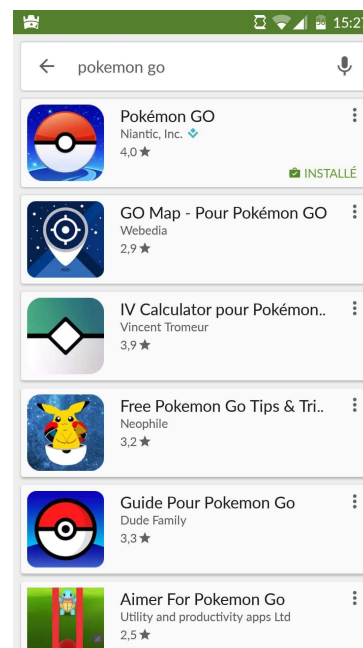 15:27
pokemon go
Pokémon GO
Niantic, Inc.
4,0 ★
INSTALLÉ
GO Map - Pour Pokémon GO
Webedia
2,9 ★
IV Calculator pour Pokémon..
Vincent Tromeur
3,9 ★
Free Pokemon Go Tips & Tri..
Neophile
3,2 ★
Guide Pour Pokemon Go
Dude Family
3,3 ★
Aimer For Pokemon Go
Utility and productivity apps Ltd
2,5 ★